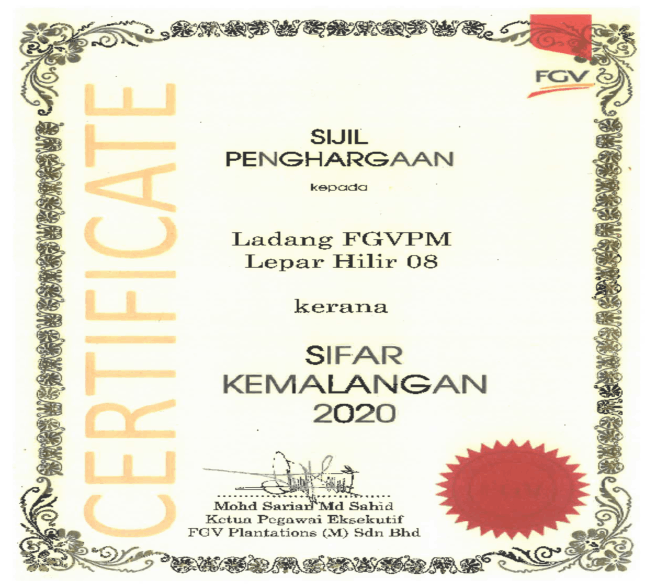 FGV
CERTIFICATE
SIJIL
PENGHARGAAN
kepada
Ladang FGVPM
Lepar Hilir 08
kerana
SIFAR
KEMALANGAN
2020
Mohd Sarian Md Sahid
Ketua Pegawai Eksekutif
FGV Plantations (M) Sdn Bhd